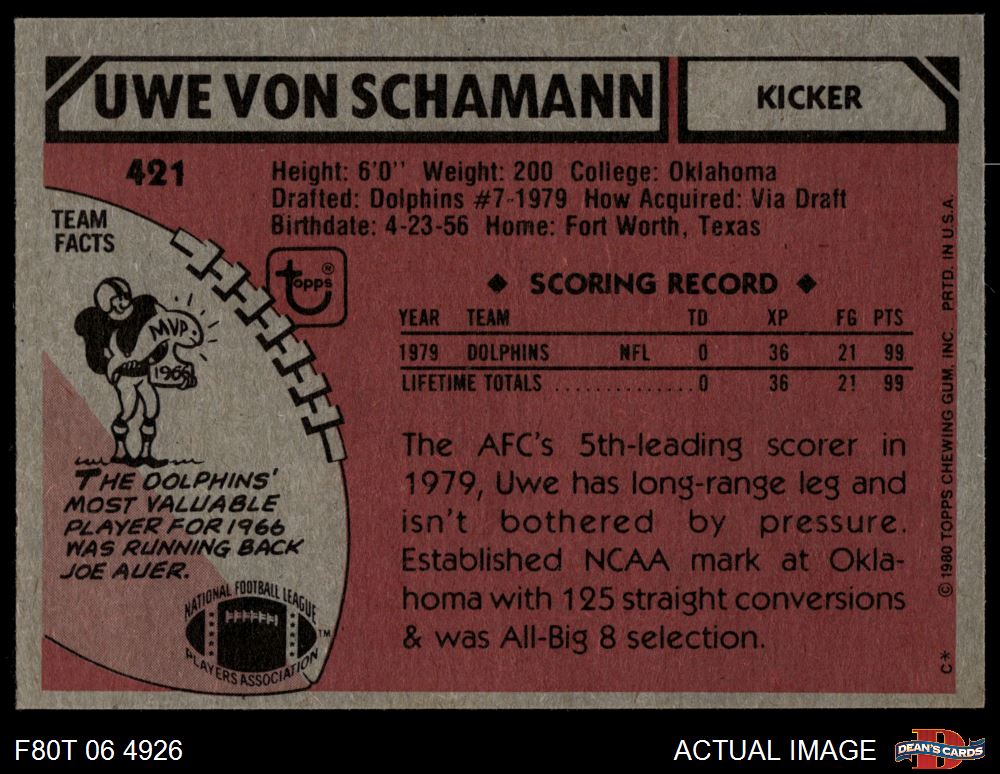 UWE VON SCHAMANN
KICKER
421
Height: 6'0'' Weight: 200 College: Oklahoma
Drafted: Dolphins #7-1979 How Acquired: Via Draft
Birthdate: 4-23-56 Home: Fort Worth, Texas
TEAM
FACTS
MVP
1966
THE DOLPHINS'
MOST VALUABLE
PLAYER FOR 1966
WAS RUNNING BACK
JOE AUER.
NATIONAL FOOTBALL LEAGUE
PLAYERS ASSOCIATION
TM
topps®
◆ SCORING RECORD ◆
YEAR TEAM TD XP FG PTS
1979 DOLPHINS NFL 0 36 21 99
LIFETIME TOTALS ............... 0 36 21 99
The AFC's 5th-leading scorer in
1979, Uwe has long-range leg and
isn't bothered by pressure.
Established NCAA mark at Okla-
homa with 125 straight conversions
& was All-Big 8 selection.
C* © 1980 TOPPS CHEWING GUM, INC. PRTD. IN U.S.A.
F80T 06 4926
ACTUAL IMAGE
D
DEAN'S CARDS